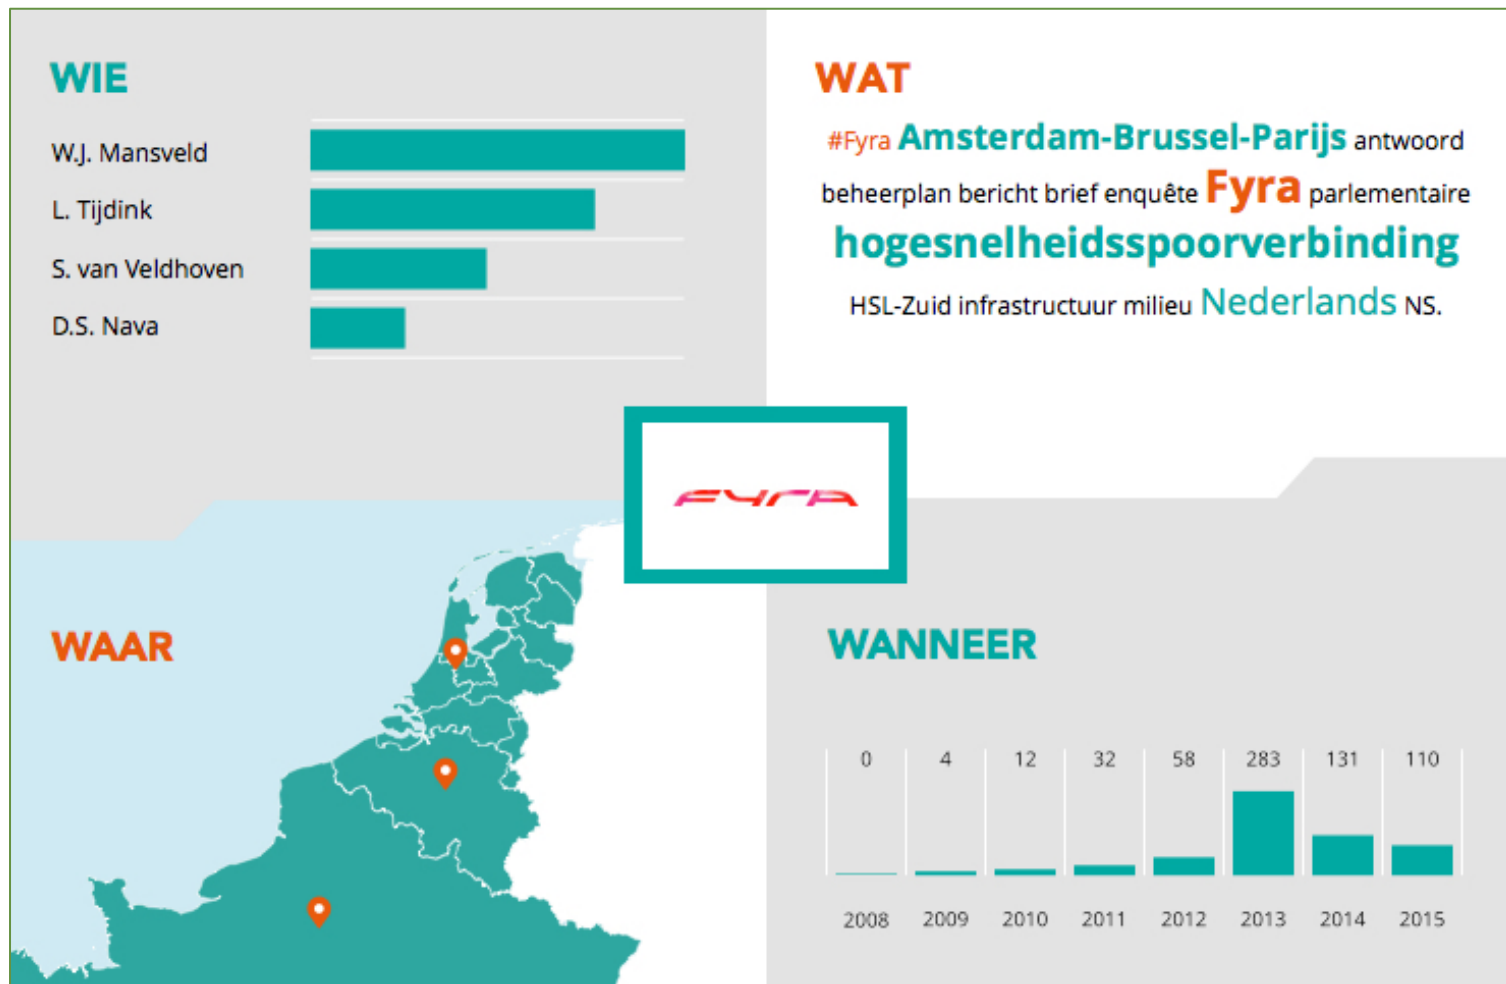 WIE
W.J. Mansveld
L. Tijdink
S. van Veldhoven
D.S. Nava
WAT
#Fyra Amsterdam-Brussel-Parijs antwoord
beheerplan bericht brief enquête Fyra parlementaire
hogesnelheidsspoorverbinding
HSL-Zuid infrastructuur milieu Nederlands NS.
FYRA
WAAR
WANNEER
0 4 12 32 58 283 131 110
2008 2009 2010 2011 2012 2013 2014 2015